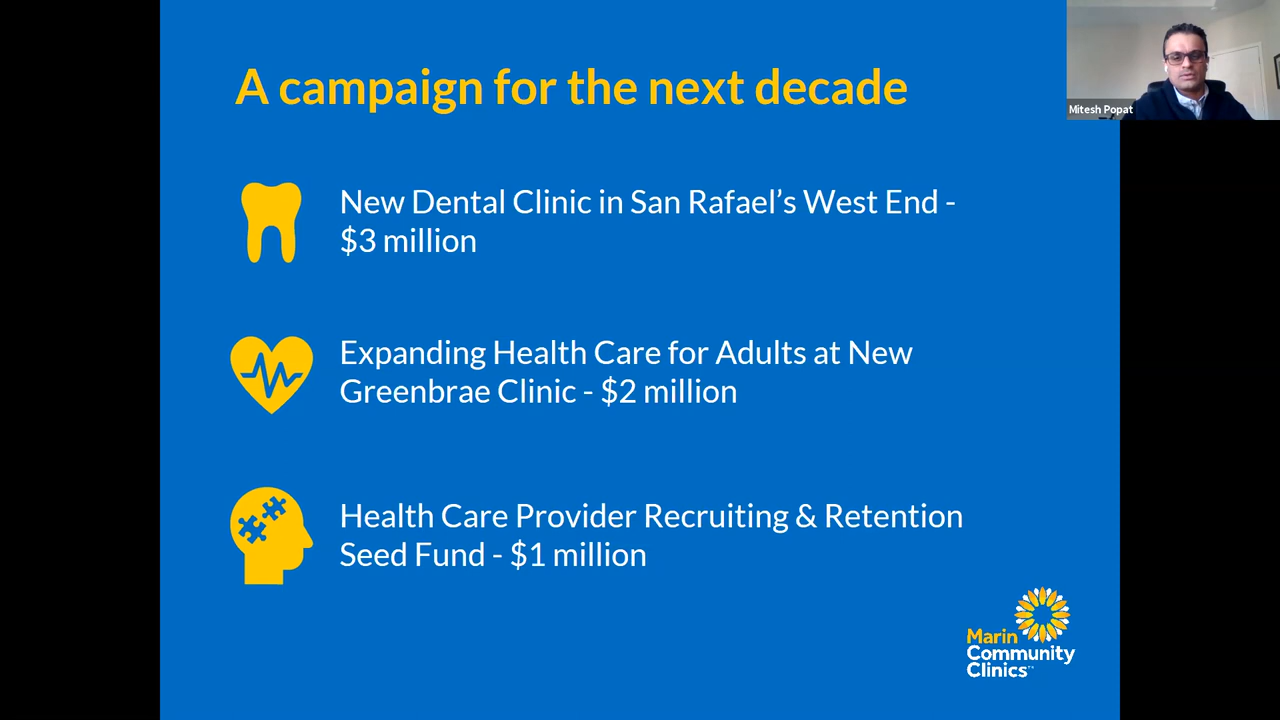 A campaign for the next decade
Mitesh Popat
New Dental Clinic in San Rafael’s West End -
$3 million
Expanding Health Care for Adults at New
Greenbrae Clinic - $2 million
Health Care Provider Recruiting & Retention
Seed Fund - $1 million
Marin
Community
Clinics